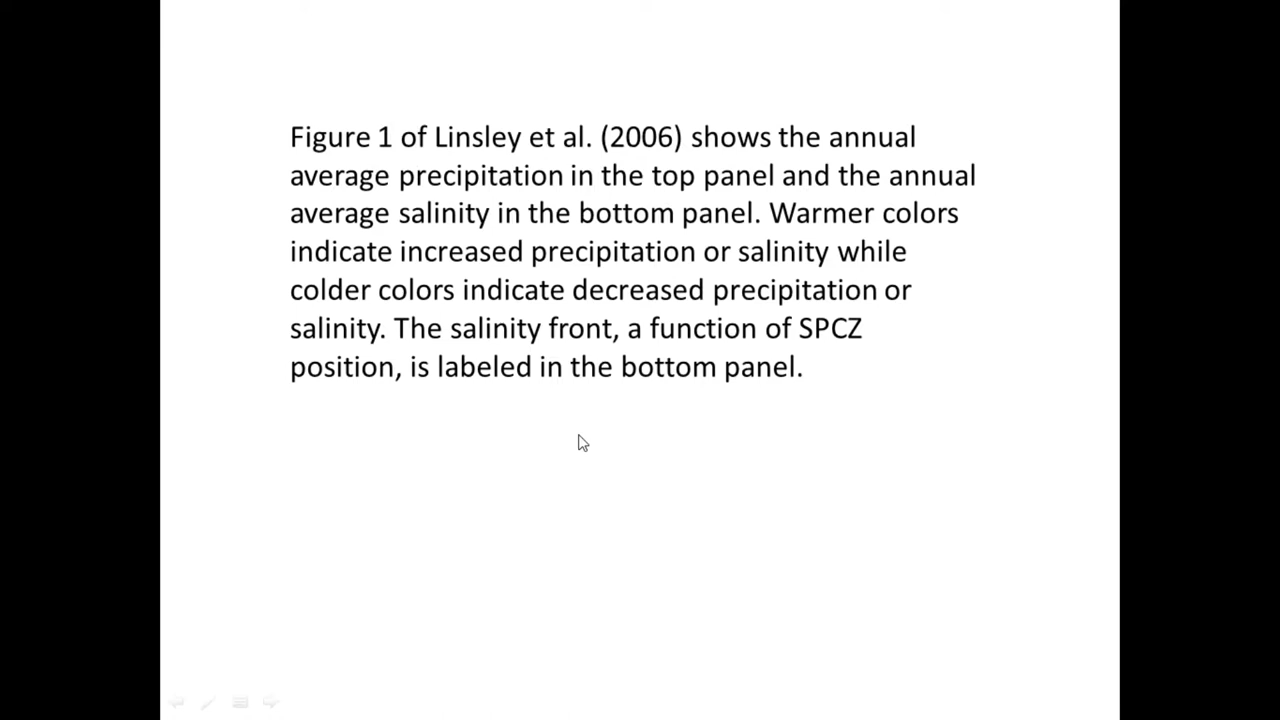 Figure 1 of Linsley et al. (2006) shows the annual
average precipitation in the top panel and the annual
average salinity in the bottom panel. Warmer colors
indicate increased precipitation or salinity while
colder colors indicate decreased precipitation or
salinity. The salinity front, a function of SPCZ
position, is labeled in the bottom panel.